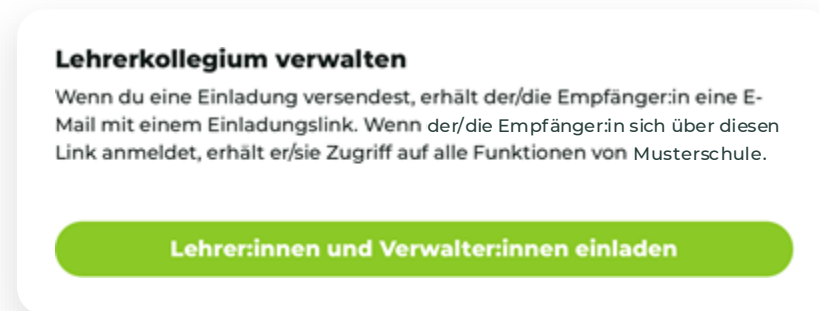 Lehrerkollegium verwalten
Wenn du eine Einladung versendest, erhält der/die Empfänger:in eine E-
Mail mit einem Einladungslink. Wenn der/die Empfänger:in sich über diesen
Link anmeldet, erhält er/sie Zugriff auf alle Funktionen von Musterschule.
Lehrer:innen und Verwalter:innen einladen